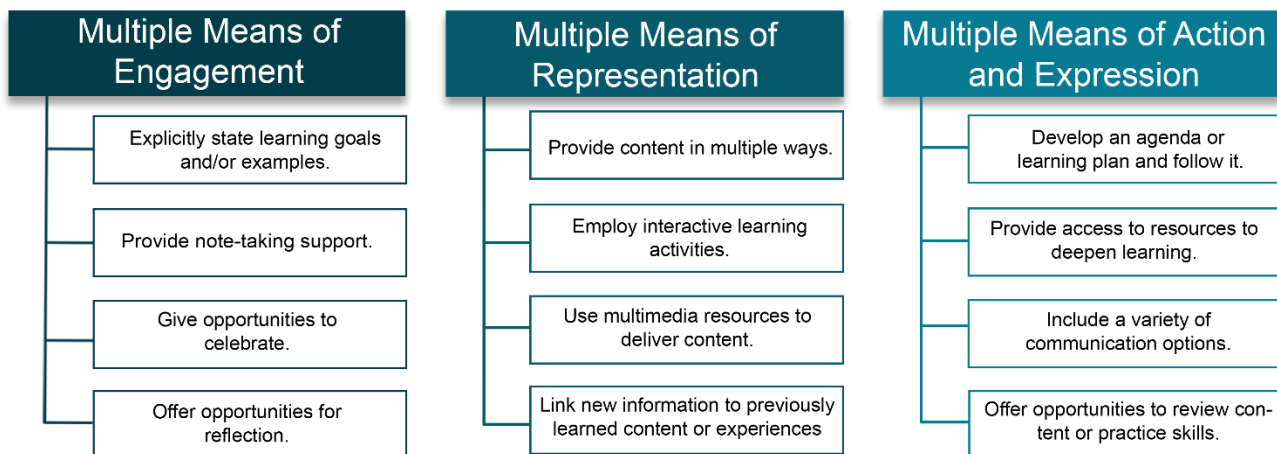 Multiple Means of
Engagement
Explicitly state learning goals
and/or examples.
Provide note-taking support.
Give opportunities to
celebrate.
Offer opportunities for
reflection.
Multiple Means of
Representation
Provide content in multiple ways.
Employ interactive learning
activities.
Use multimedia resources to
deliver content.
Link new information to previously
learned content or experiences
Multiple Means of Action
and Expression
Develop an agenda or
learning plan and follow it.
Provide access to resources to
deepen learning.
Include a variety of
communication options.
Offer opportunities to review con-
tent or practice skills.